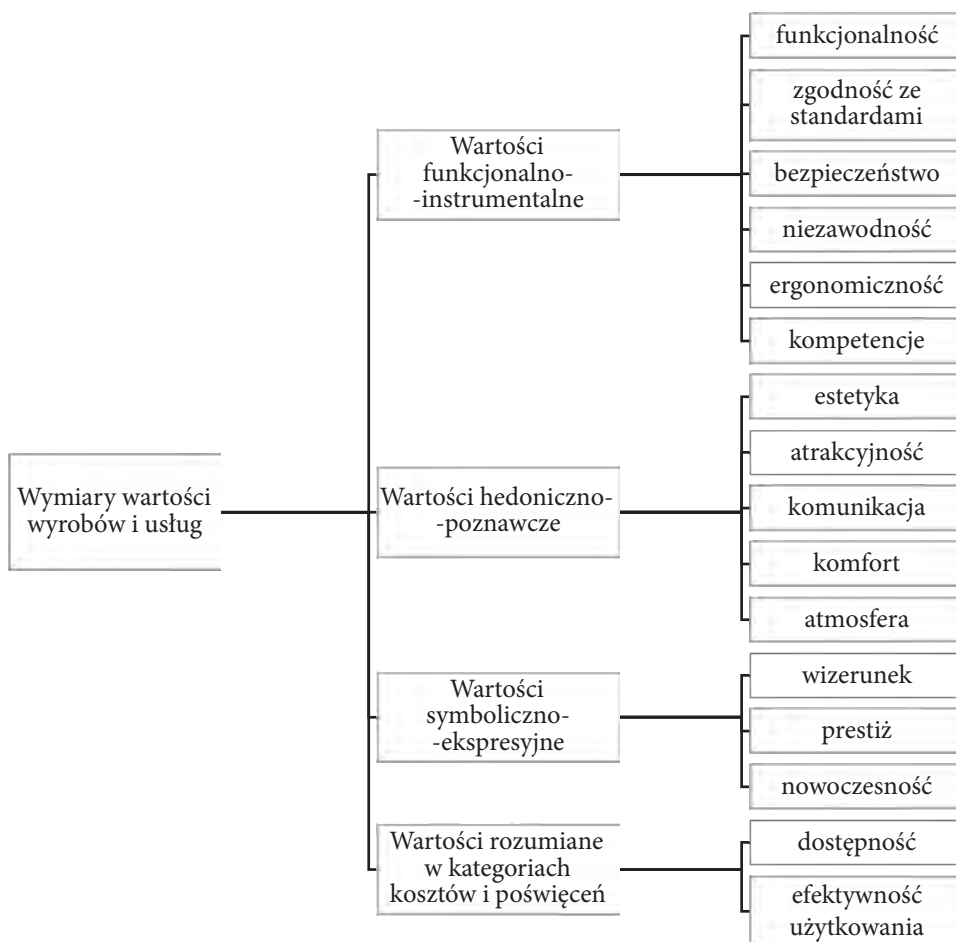 Wymiary wartości
wyrobów i usług
Wartości
funkcjonalno-
-instrumentalne
funkcjonalność
zgodność ze
standardami
bezpieczeństwo
niezawodność
ergonomiczność
kompetencje
Wartości hedoniczno-
-poznawcze
estetyka
atrakcyjność
komunikacja
komfort
atmosfera
Wartości
symboliczno-
-ekspresyjne
wizerunek
prestiż
nowoczesność
Wartości rozumiane
w kategoriach
kosztów i poświęceń
dostępność
efektywność
użytkowania